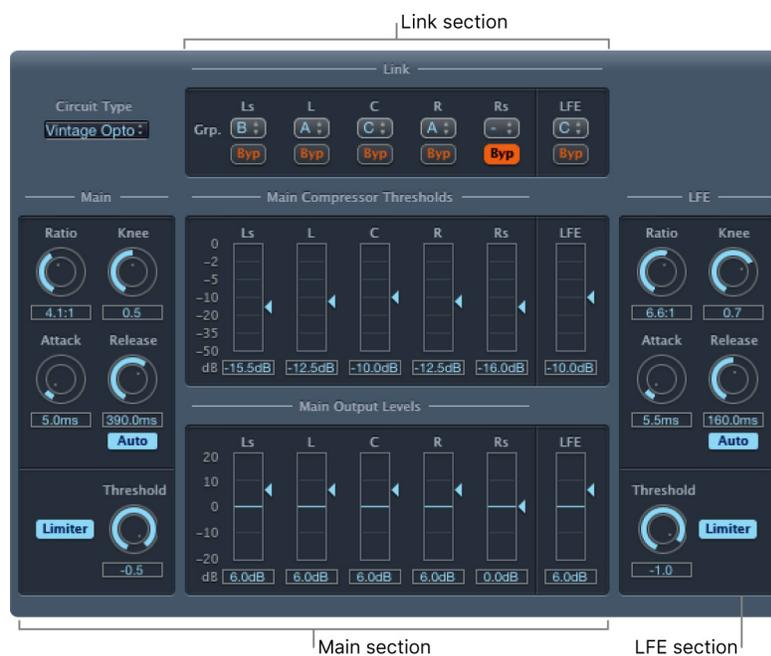 Link section
Link
Circuit Type
Vintage Opto
Ls L C R Rs LFE
Grp. B A C A - C
Byp Byp Byp Byp Byp Byp
Main
Ratio Knee
4.1:1 0.5
Attack Release
5.0ms 390.0ms
Auto
Threshold
Limiter
-0.5
Main Compressor Thresholds
Ls L C R Rs LFE
0
-2
-5
-10
-20
-35
-50
dB -15.5dB -12.5dB -10.0dB -12.5dB -16.0dB -10.0dB
Main Output Levels
Ls L C R Rs LFE
20
10
0
-10
-20
dB 6.0dB 6.0dB 6.0dB 6.0dB 0.0dB 6.0dB
LFE
Ratio Knee
6.6:1 0.7
Attack Release
5.5ms 160.0ms
Auto
Threshold
Limiter
-1.0
Main section
LFE section